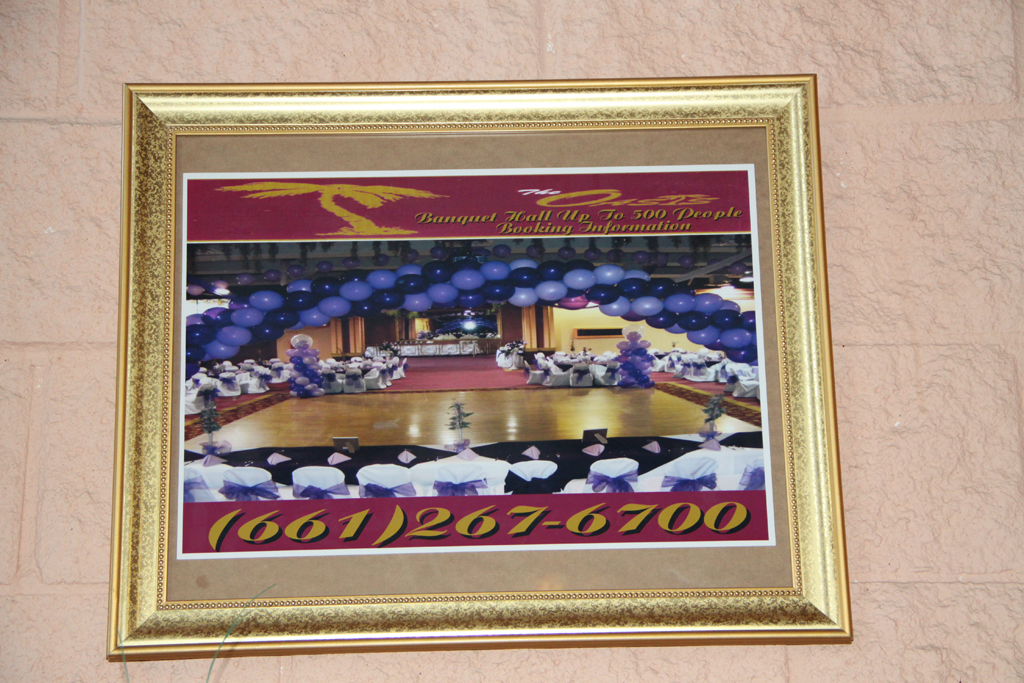 The Oasis
Banquet Hall Up To 500 People
Booking Information
(661)267-6700